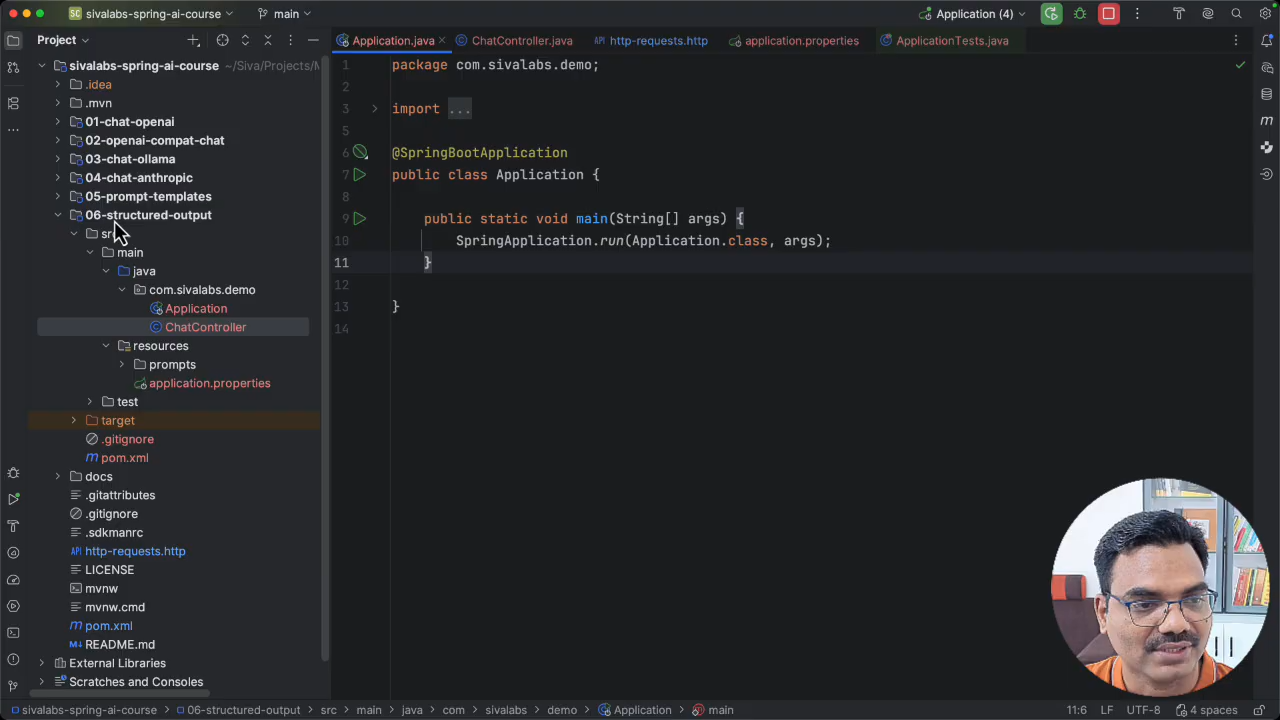 sivalabs-spring-ai-course
main
Application (4)
Project
Application.java
ChatController.java
API http-requests.http
application.properties
ApplicationTests.java
sivalabs-spring-ai-course ~/Siva/Projects/M
.idea
.mvn
01-chat-openai
02-openai-compat-chat
03-chat-ollama
04-chat-anthropic
05-prompt-templates
06-structured-output
src
main
java
com.sivalabs.demo
Application
ChatController
resources
prompts
application.properties
test
target
.gitignore
pom.xml
docs
.gitattributes
.gitignore
.sdkmanrc
API http-requests.http
LICENSE
mvnw
mvnw.cmd
pom.xml
README.md
External Libraries
Scratches and Consoles
1 package com.sivalabs.demo;
2
3 import ...
5
6 @SpringBootApplication
7 public class Application {
8
9 public static void main(String[] args) {
10 SpringApplication.run(Application.class, args);
11 }
12
13 }
14
sivalabs-spring-ai-course > 06-structured-output > src > main > java > com > sivalabs > demo > Application > main
11:6 LF UTF-8 4 spaces